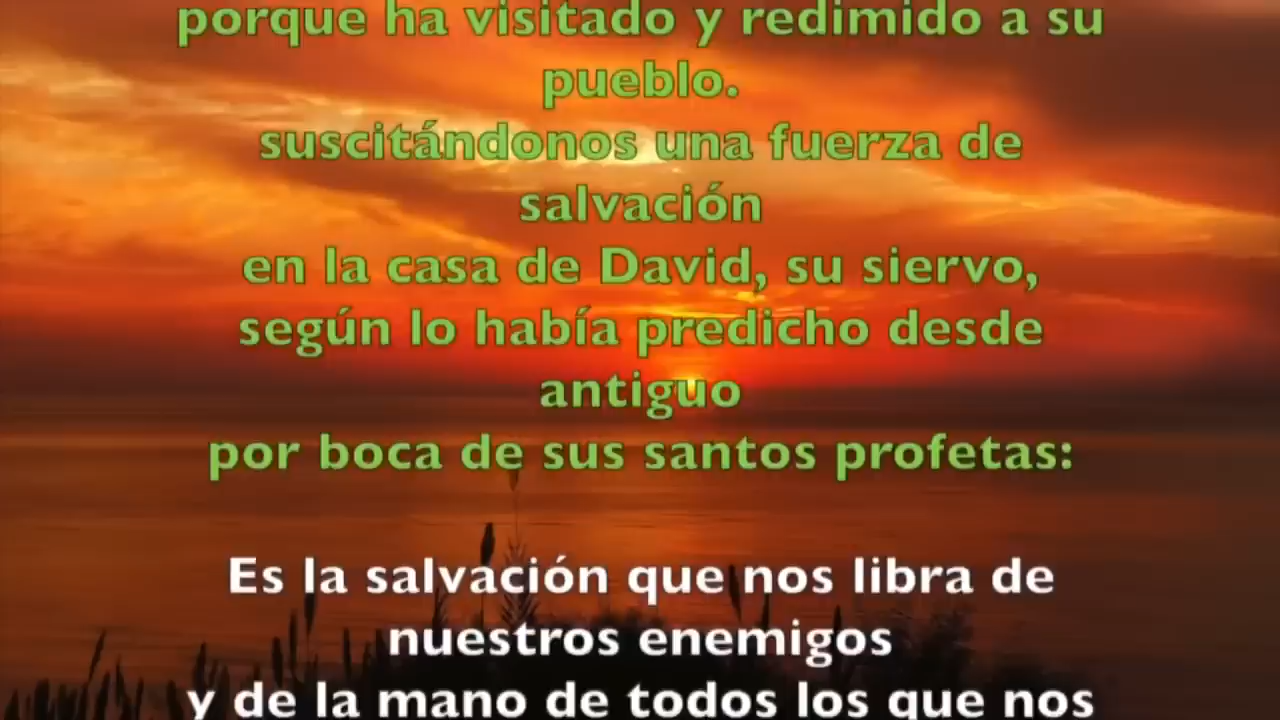 porque ha visitado y redimido a su
pueblo.
suscitándonos una fuerza de
salvación
en la casa de David, su siervo,
según lo había predicho desde
antiguo
por boca de sus santos profetas:
Es la salvación que nos libra de
nuestros enemigos
y de la mano de todos los que nos